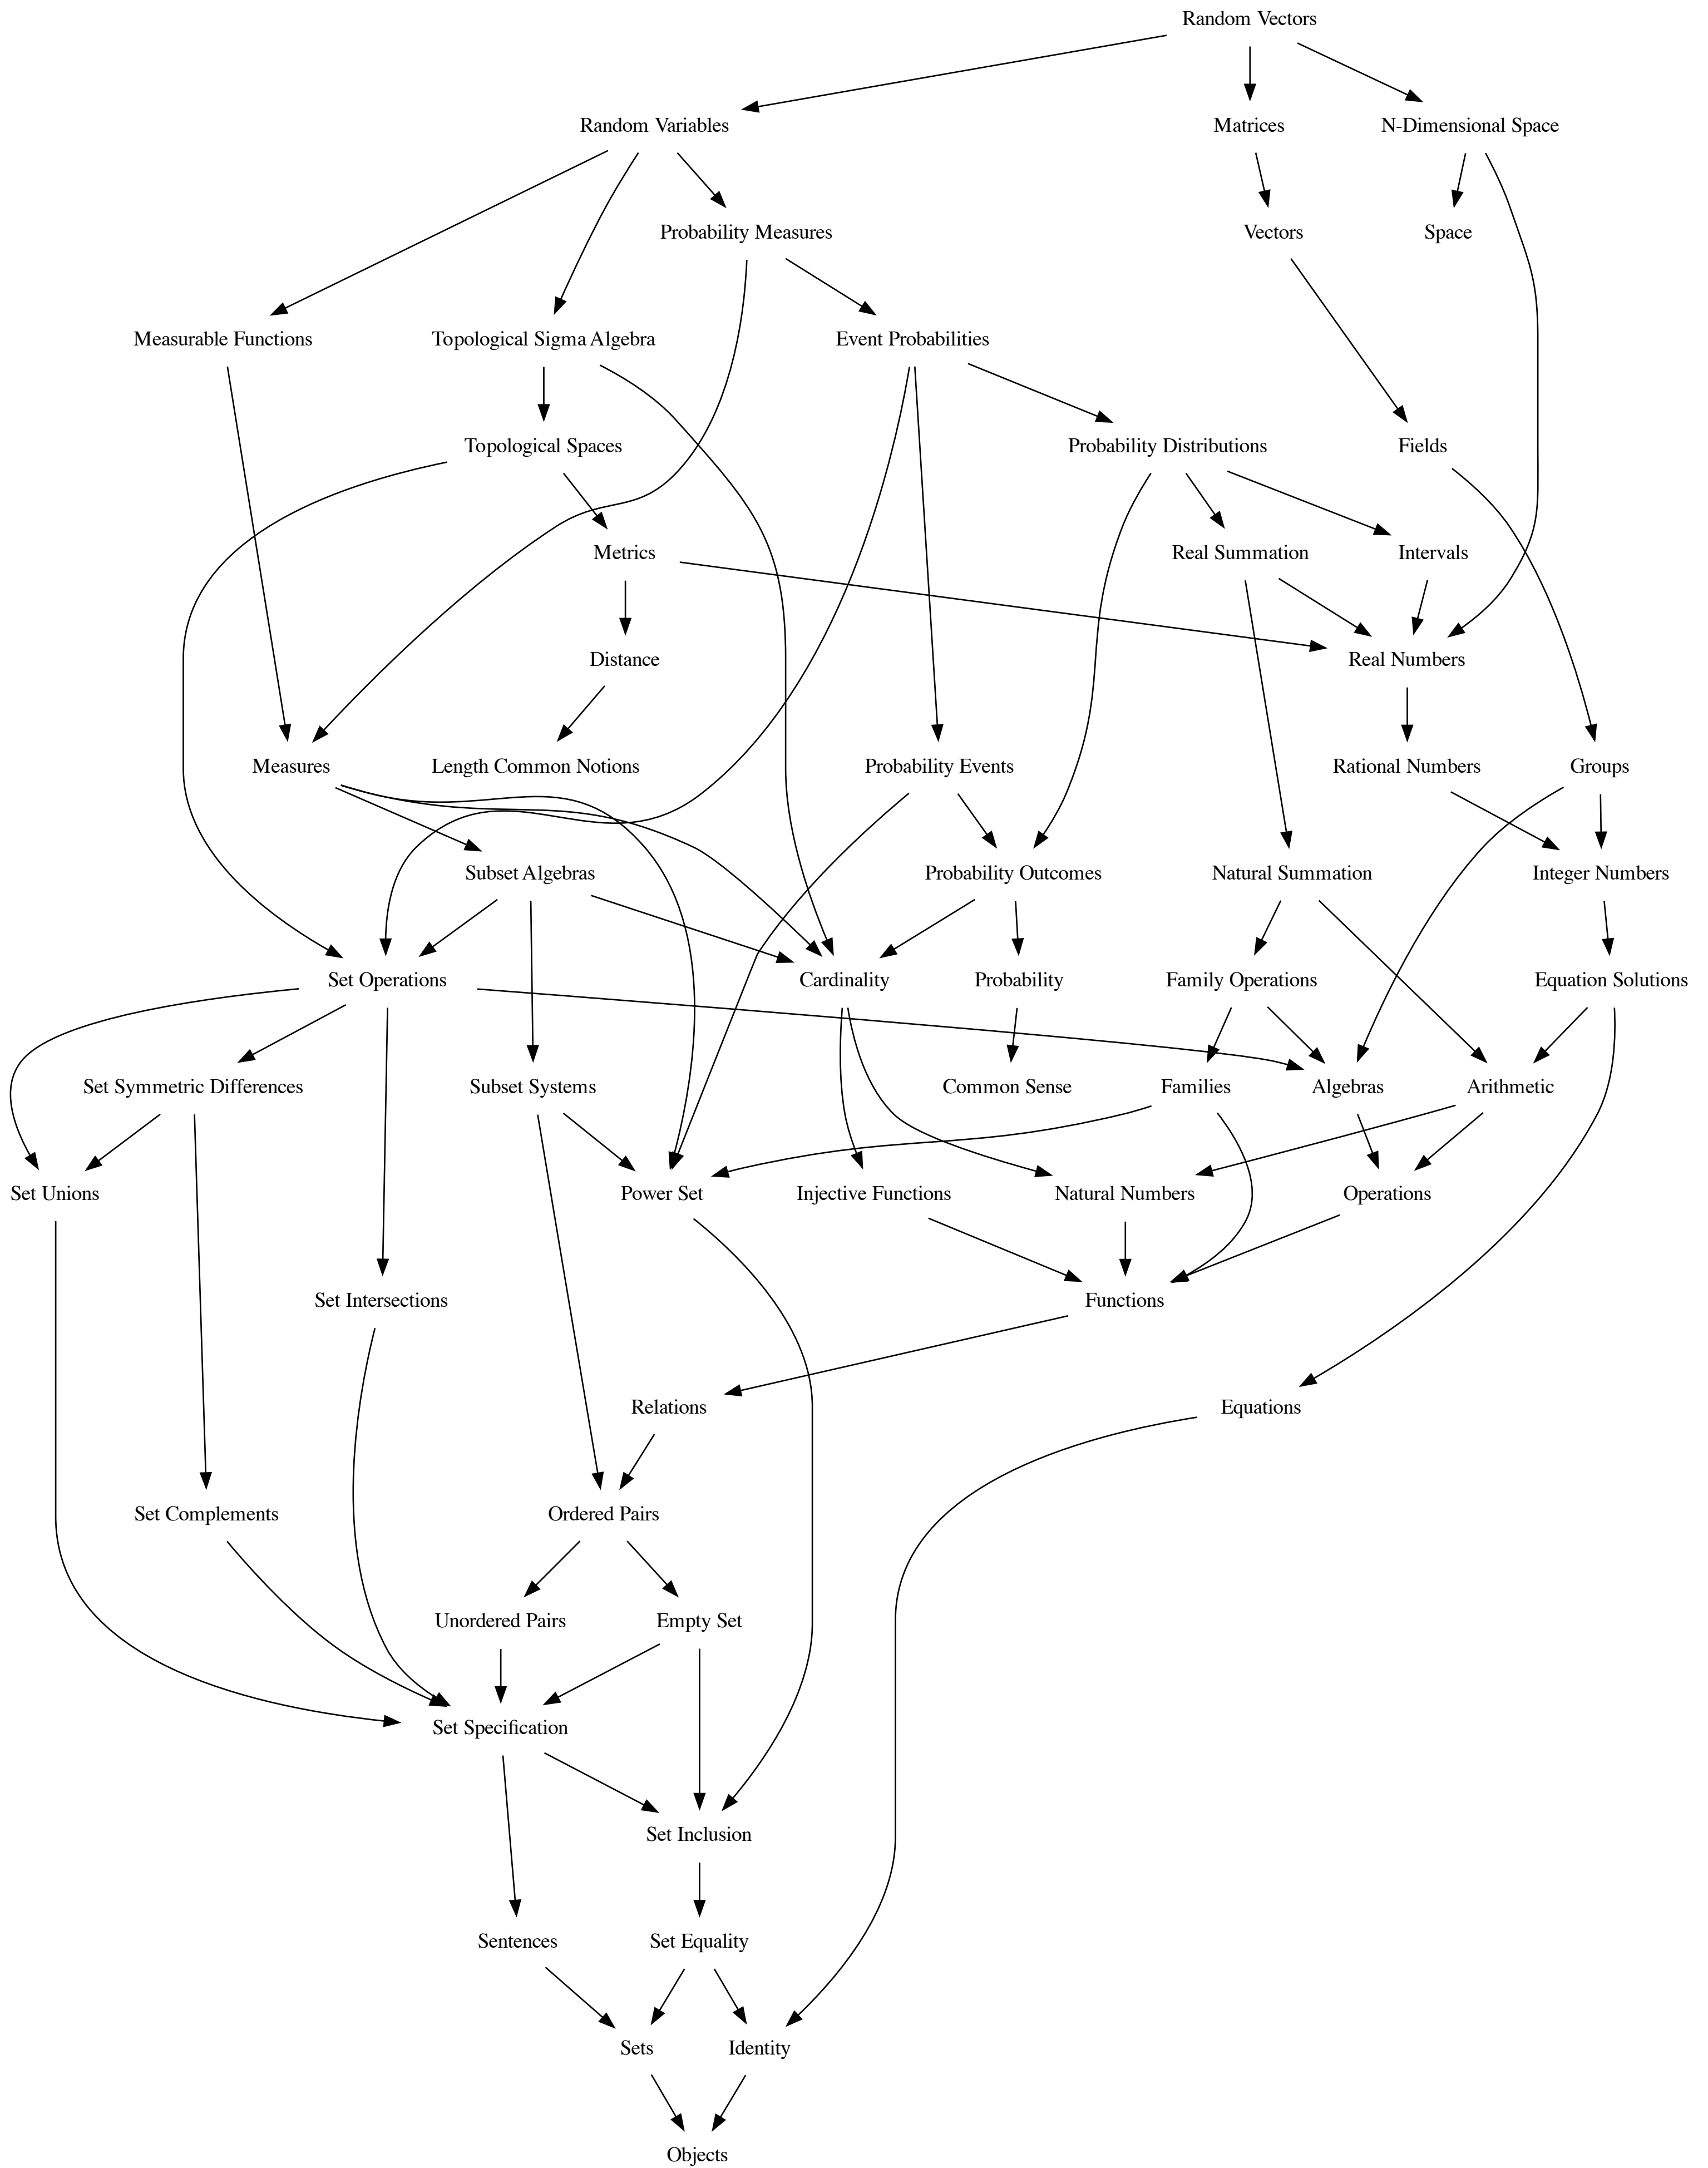 Random Vectors
Random Variables
Matrices
N-Dimensional Space
Probability Measures
Vectors
Space
Measurable Functions
Topological Sigma Algebra
Event Probabilities
Topological Spaces
Probability Distributions
Fields
Metrics
Real Summation
Intervals
Distance
Real Numbers
Measures
Length Common Notions
Probability Events
Rational Numbers
Groups
Subset Algebras
Probability Outcomes
Natural Summation
Integer Numbers
Set Operations
Cardinality
Probability
Family Operations
Equation Solutions
Set Symmetric Differences
Subset Systems
Common Sense
Families
Algebras
Arithmetic
Set Unions
Power Set
Injective Functions
Natural Numbers
Operations
Set Intersections
Functions
Relations
Equations
Set Complements
Ordered Pairs
Unordered Pairs
Empty Set
Set Specification
Set Inclusion
Sentences
Set Equality
Sets
Identity
Objects